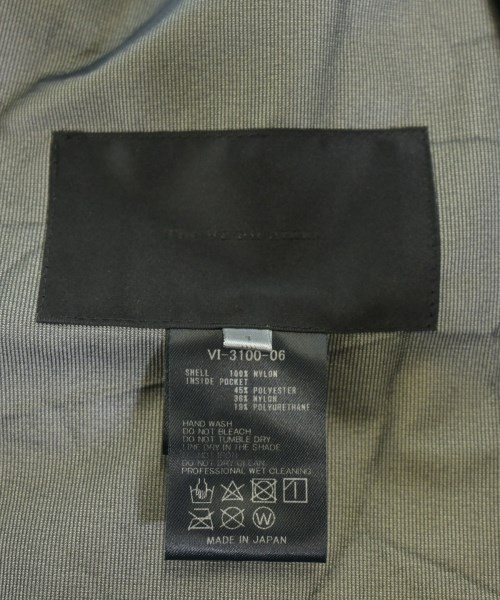 The
1
VI-3100-06
SHELL 100% NYLON
INSIDE POCKET
45% POLYESTER
36% NYLON
19% POLYURETHANE
HAND WASH
DO NOT BLEACH
DO NOT TUMBLE DRY
LINE DRY IN THE SHADE
DO NOT DRY CLEAN
PROFESSIONAL WET CLEANING
W
MADE IN JAPAN